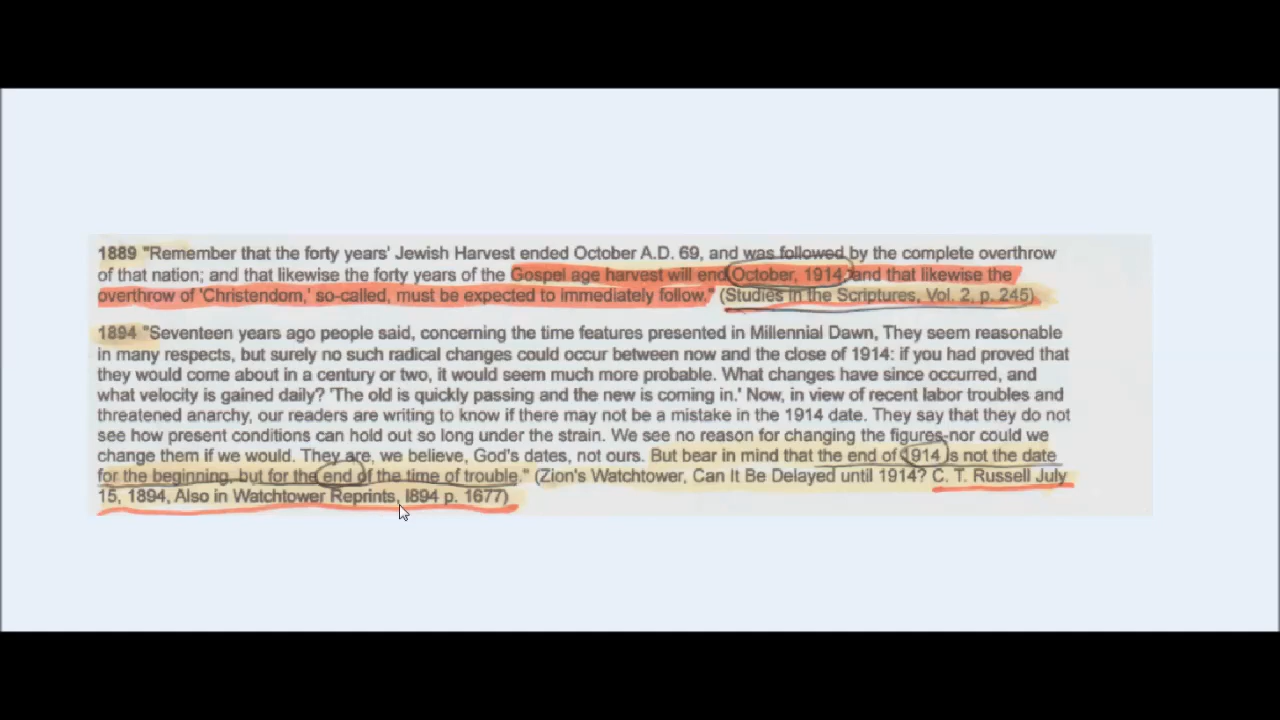 1889 "Remember that the forty years' Jewish Harvest ended October A.D. 69, and was followed by the complete overthrow
of that nation; and that likewise the forty years of the Gospel age harvest will end October, 1914, and that likewise the
overthrow of 'Christendom,' so-called, must be expected to immediately follow." (Studies in the Scriptures, Vol. 2, p. 245)
1894 "Seventeen years ago people said, concerning the time features presented in Millennial Dawn, They seem reasonable
in many respects, but surely no such radical changes could occur between now and the close of 1914: if you had proved that
they would come about in a century or two, it would seem much more probable. What changes have since occurred, and
what velocity is gained daily? 'The old is quickly passing and the new is coming in.' Now, in view of recent labor troubles and
threatened anarchy, our readers are writing to know if there may not be a mistake in the 1914 date. They say that they do not
see how present conditions can hold out so long under the strain. We see no reason for changing the figures-nor could we
change them if we would. They are, we believe, God's dates, not ours. But bear in mind that the end of 1914 is not the date
for the beginning, but for the end of the time of trouble." (Zion's Watchtower, Can It Be Delayed until 1914? C. T. Russell July
15, 1894, Also in Watchtower Reprints, l894 p. 1677)